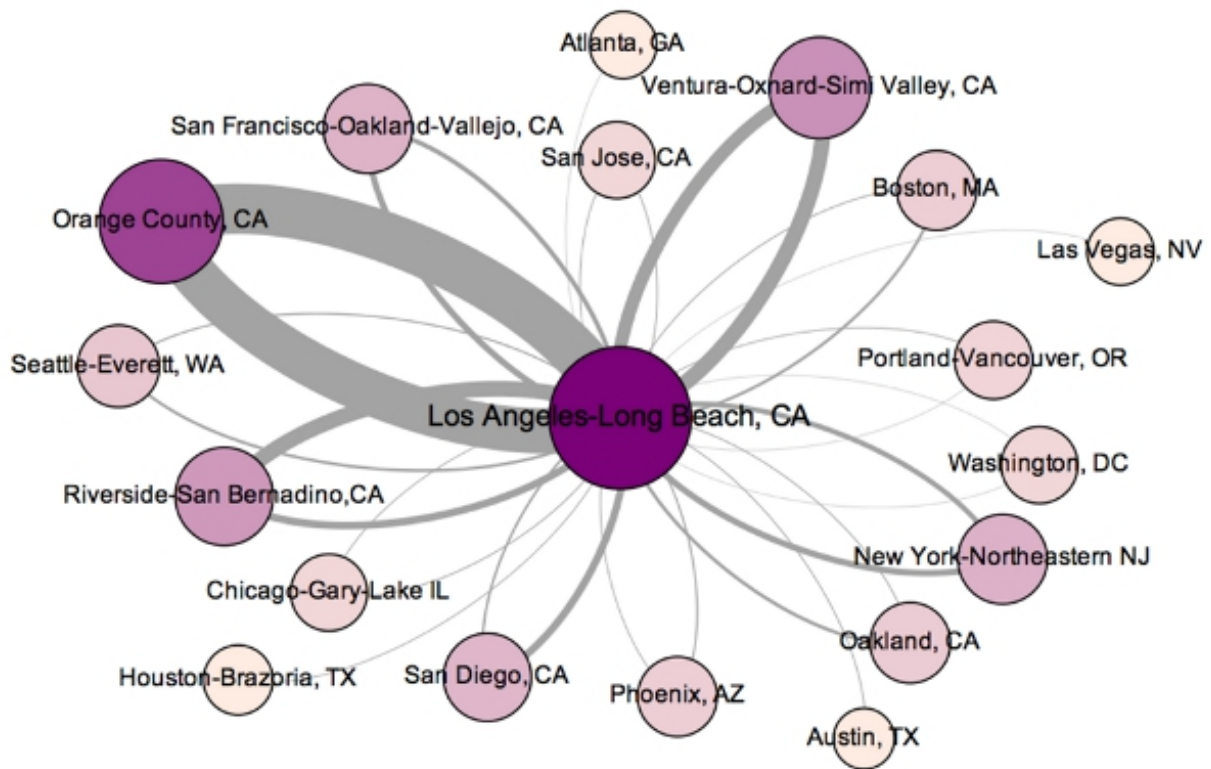 Atlanta, GA
Ventura-Oxnard-Simi Valley, CA
San Francisco-Oakland-Vallejo, CA
San Jose, CA
Boston, MA
Orange County, CA
Las Vegas, NV
Seattle-Everett, WA
Portland-Vancouver, OR
Los Angeles-Long Beach, CA
Washington, DC
Riverside-San Bernadino,CA
New York-Northeastern NJ
Chicago-Gary-Lake IL
Oakland, CA
Houston-Brazoria, TX
San Diego, CA
Phoenix, AZ
Austin, TX